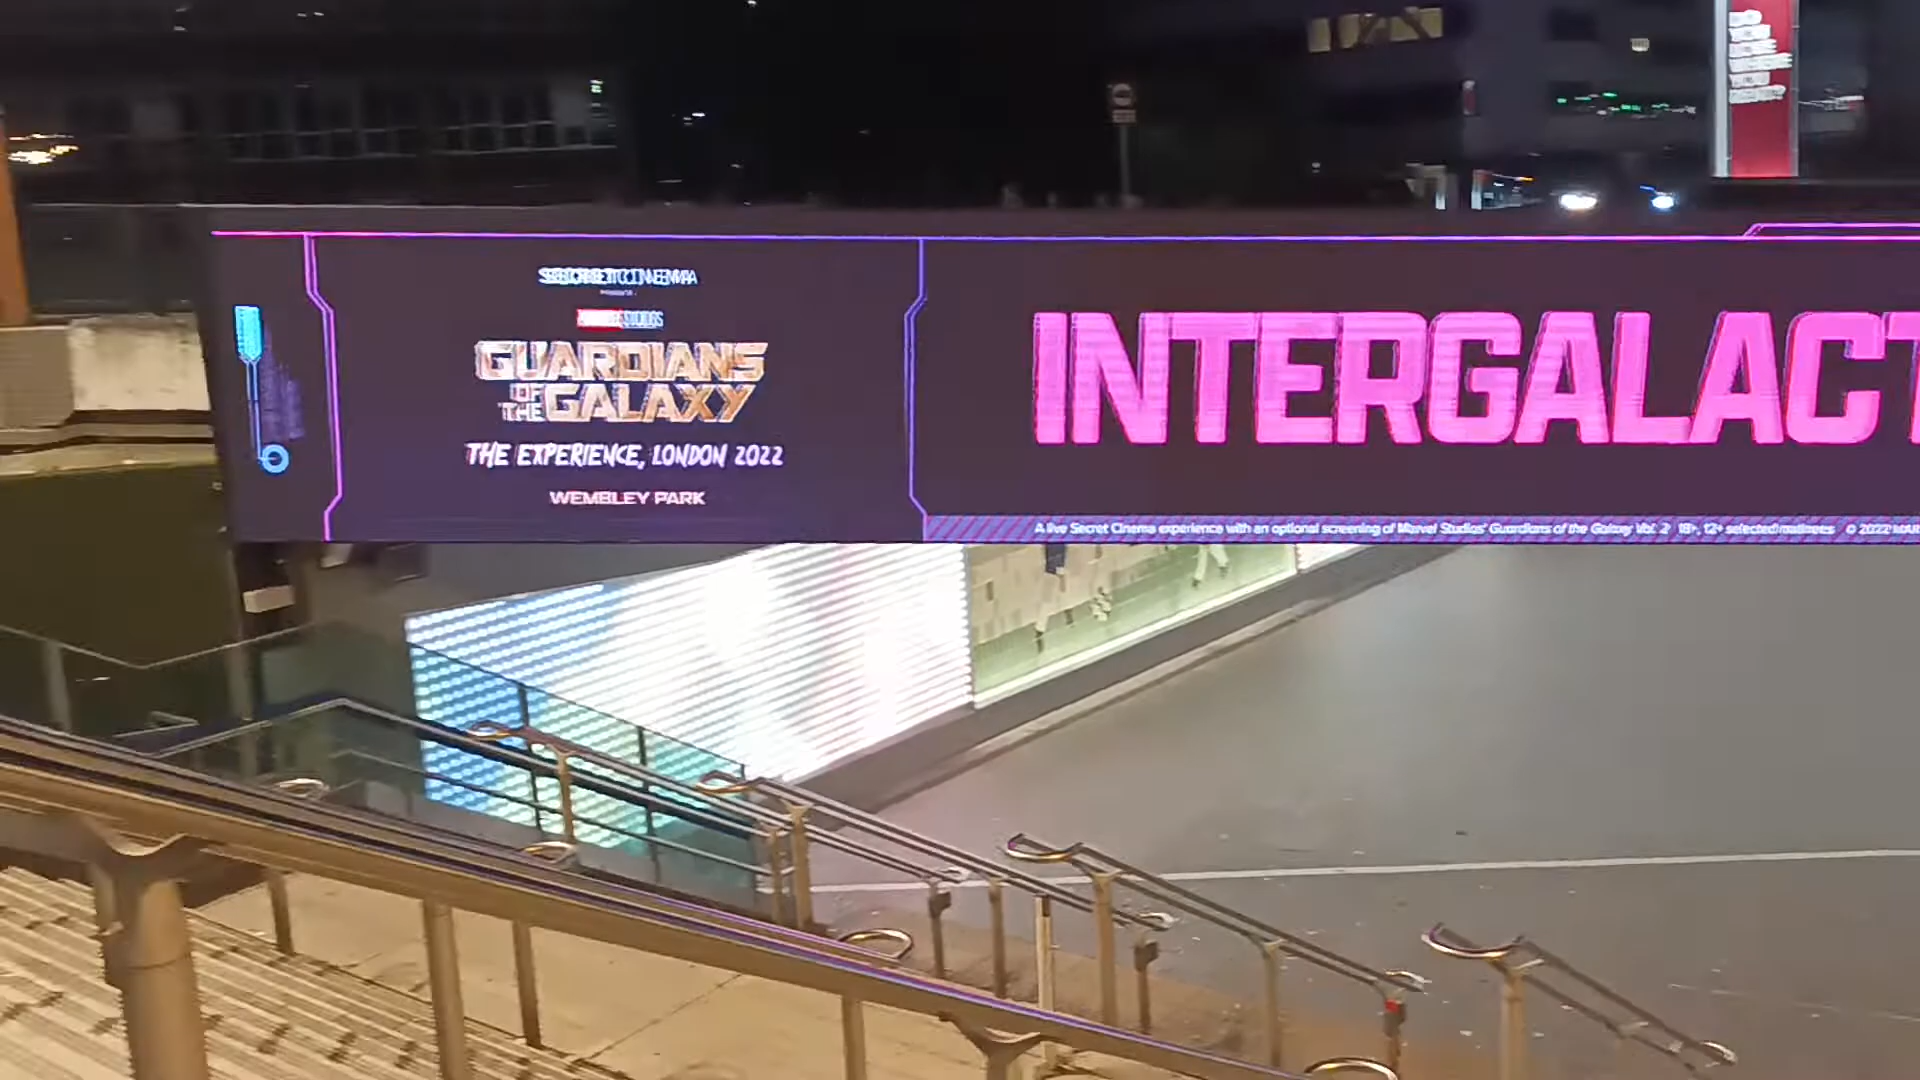 SECRET CINEMA
MARVEL STUDIOS
GUARDIANS
OF THE GALAXY
THE EXPERIENCE, LONDON 2022
WEMBLEY PARK
INTERGALACT
A live Secret Cinema experience with an optional screening of Marvel Studios' Guardians of the Galaxy Vol. 2 18+, 12+ selected matinees © 2022 MAR